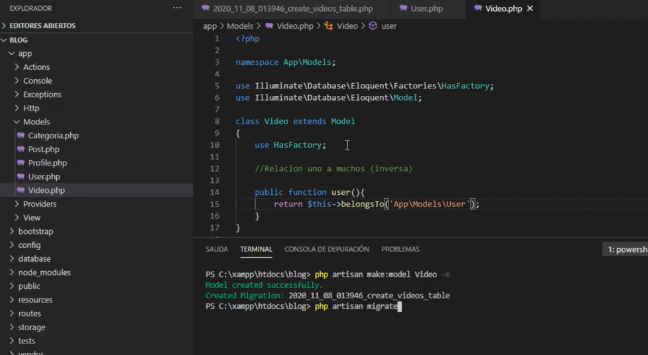 EXPLORADOR
EDITORES ABIERTOS
BLOG
app
Actions
Console
Exceptions
Http
Models
Categoria.php
Post.php
Profile.php
User.php
Video.php
Providers
View
bootstrap
config
database
node_modules
public
resources
routes
storage
tests
vendor
2020_11_08_013946_create_videos_table.php
User.php
Video.php
app > Models > Video.php > Video > user
1 <?php
2
3 namespace App\Models;
4
5 use Illuminate\Database\Eloquent\Factories\HasFactory;
6 use Illuminate\Database\Eloquent\Model;
7
8 class Video extends Model
9 {
10 use HasFactory;
11
12 //Relacion uno a muchos (inversa)
13
14 public function user(){
15 return $this->belongsTo('App\Models\User');
16 }
17 }
SALIDA TERMINAL CONSOLA DE DEPURACIÓN PROBLEMAS
1: powersh
PS C:\xampp\htdocs\blog> php artisan make:model Video -m
Model created successfully.
Created Migration: 2020_11_08_013946_create_videos_table
PS C:\xampp\htdocs\blog> php artisan migrate